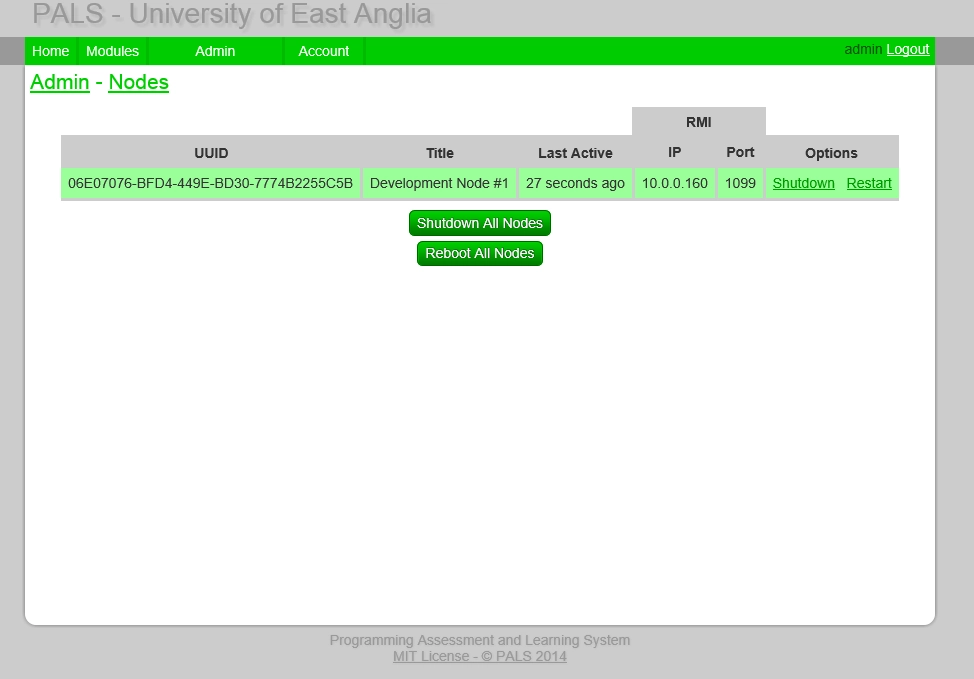 PALS - University of East Anglia
Home Modules Admin Account admin Logout
Admin - Nodes
RMI
UUID Title Last Active IP Port Options
06E07076-BFD4-449E-BD30-7774B2255C5B Development Node #1 27 seconds ago 10.0.0.160 1099 Shutdown Restart
Shutdown All Nodes
Reboot All Nodes
Programming Assessment and Learning System
MIT License - © PALS 2014